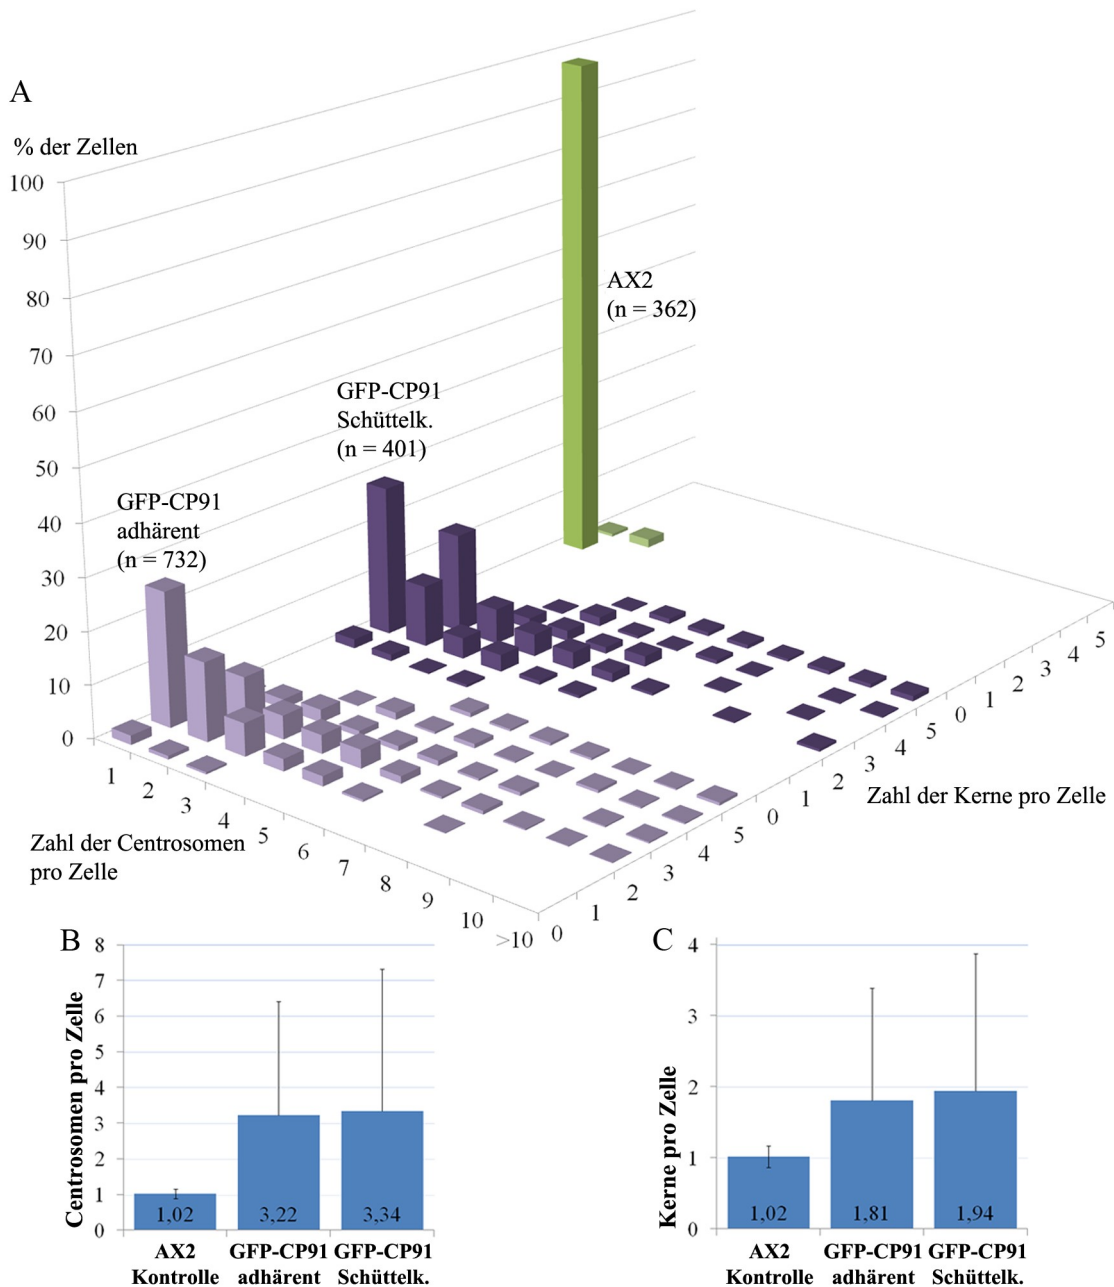 A
% der Zellen
100
90
80
70
60
50
40
30
20
10
0
AX2
(n = 362)
GFP-CP91
Schüttelk.
(n = 401)
GFP-CP91
adhärent
(n = 732)
1
2
3
4
5
6
7
8
9
10
>10
Zahl der Centrosomen
pro Zelle
0
1
2
3
4
5
0
1
2
3
4
5
0
1
2
3
4
5
Zahl der Kerne pro Zelle
B
Centrosomen pro Zelle
8
7
6
5
4
3
2
1
0
1,02
3,22
3,34
AX2
Kontrolle
GFP-CP91
adhärent
GFP-CP91
Schüttelk.
C
Kerne pro Zelle
4
3
2
1
0
1,02
1,81
1,94
AX2
Kontrolle
GFP-CP91
adhärent
GFP-CP91
Schüttelk.